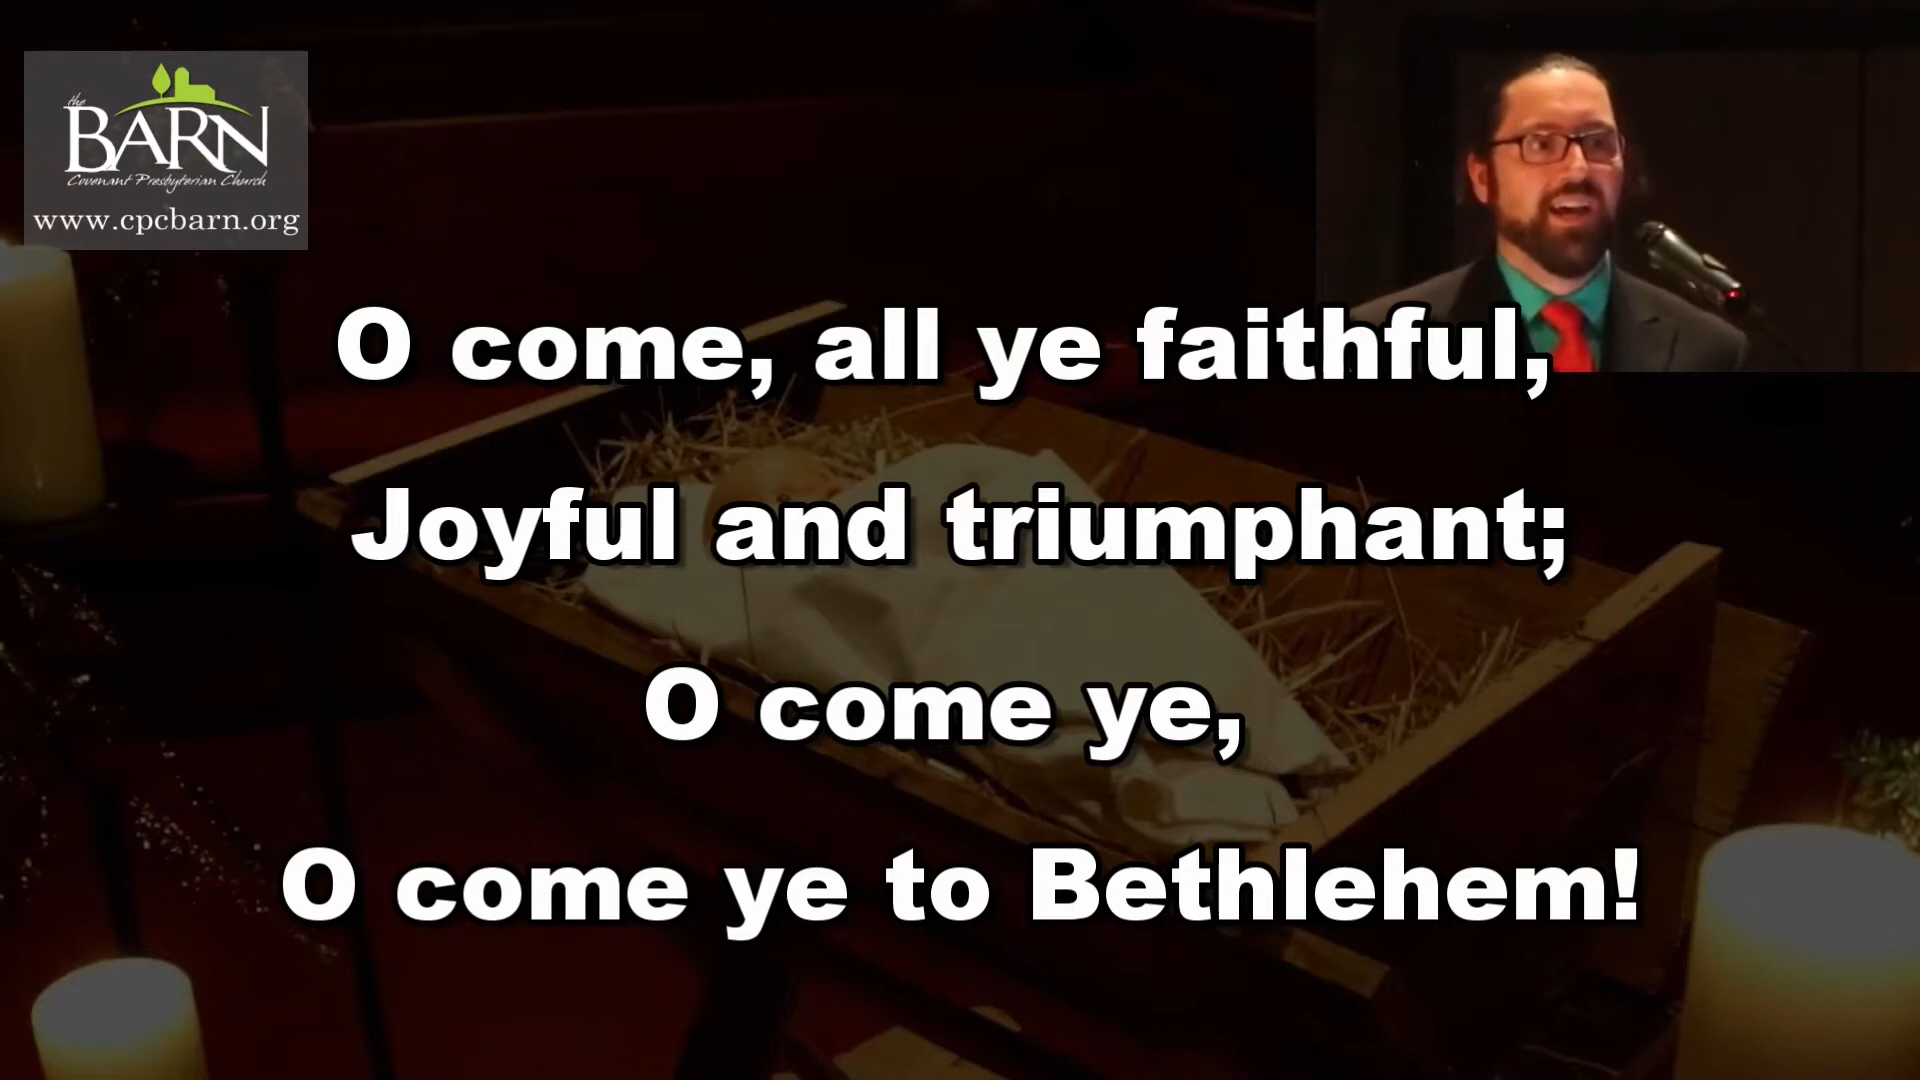 the
BARN
Covenant Presbyterian Church
www.cpcbarn.org
O come, all ye faithful,
Joyful and triumphant;
O come ye,
O come ye to Bethlehem!